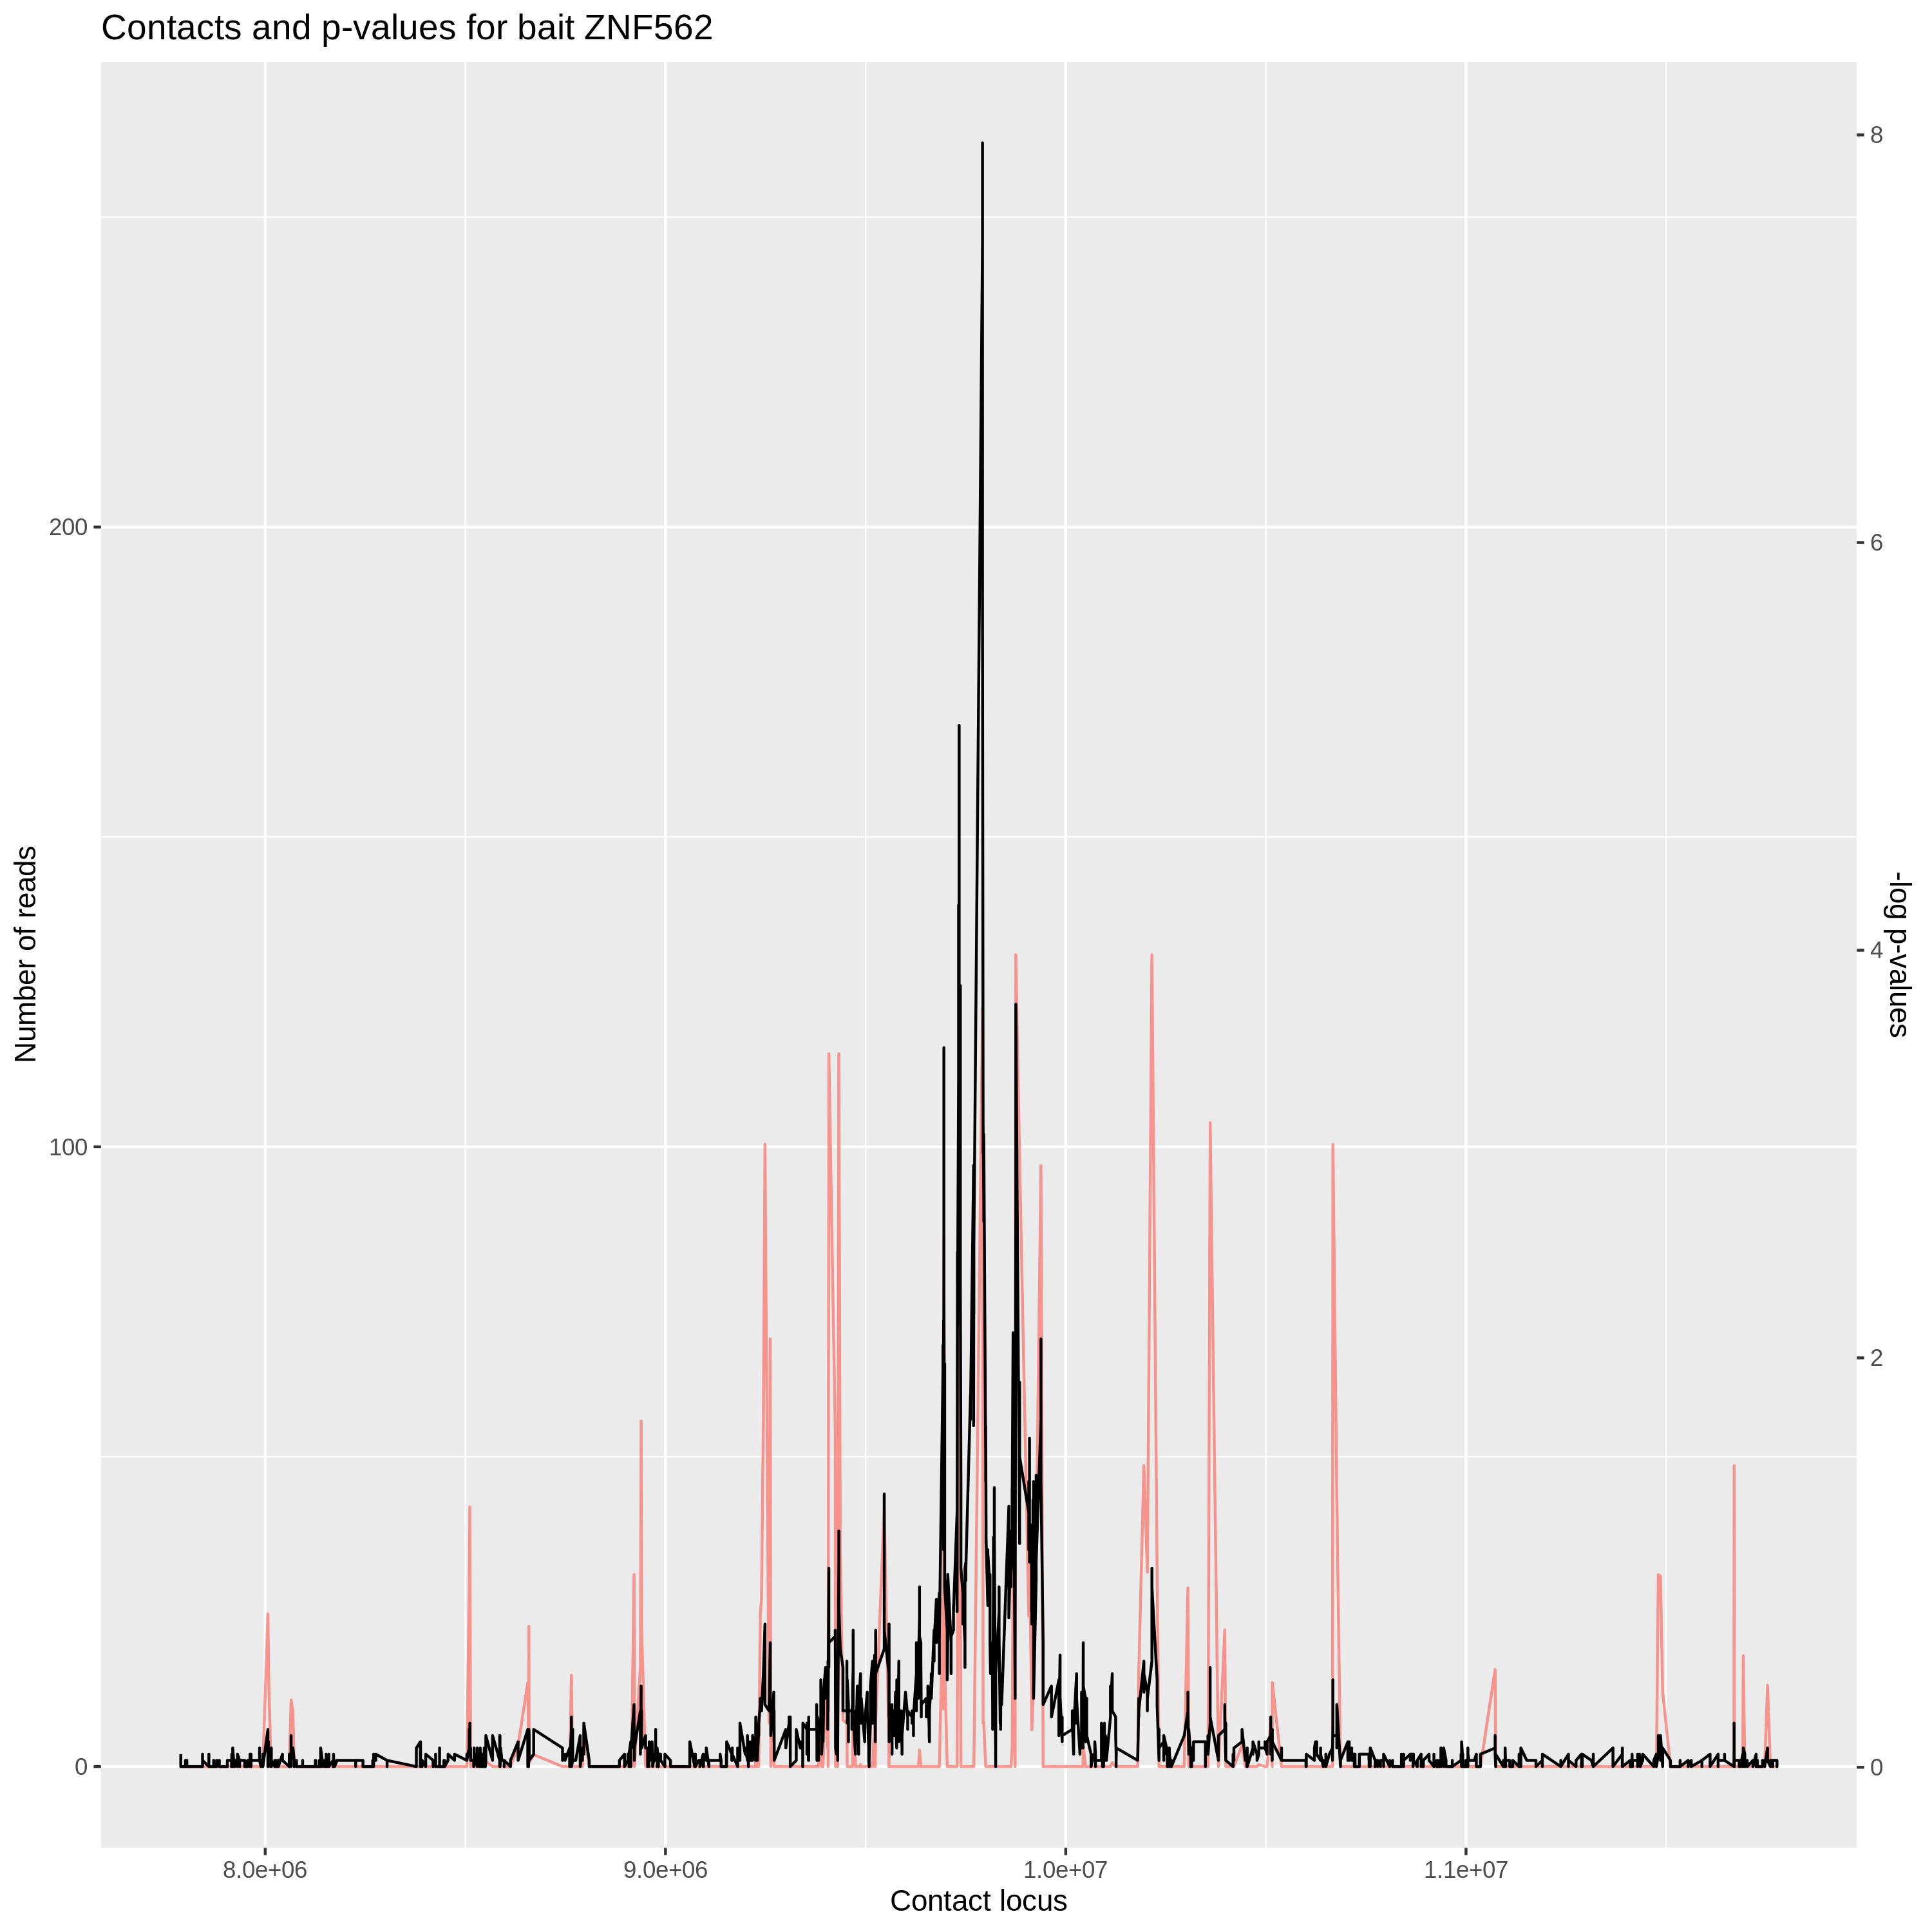 Contacts and p-values for bait ZNF562
Number of reads
200
100
0
8
6
4
2
0
-log p-values
8.0e+06
9.0e+06
1.0e+07
1.1e+07
Contact locus